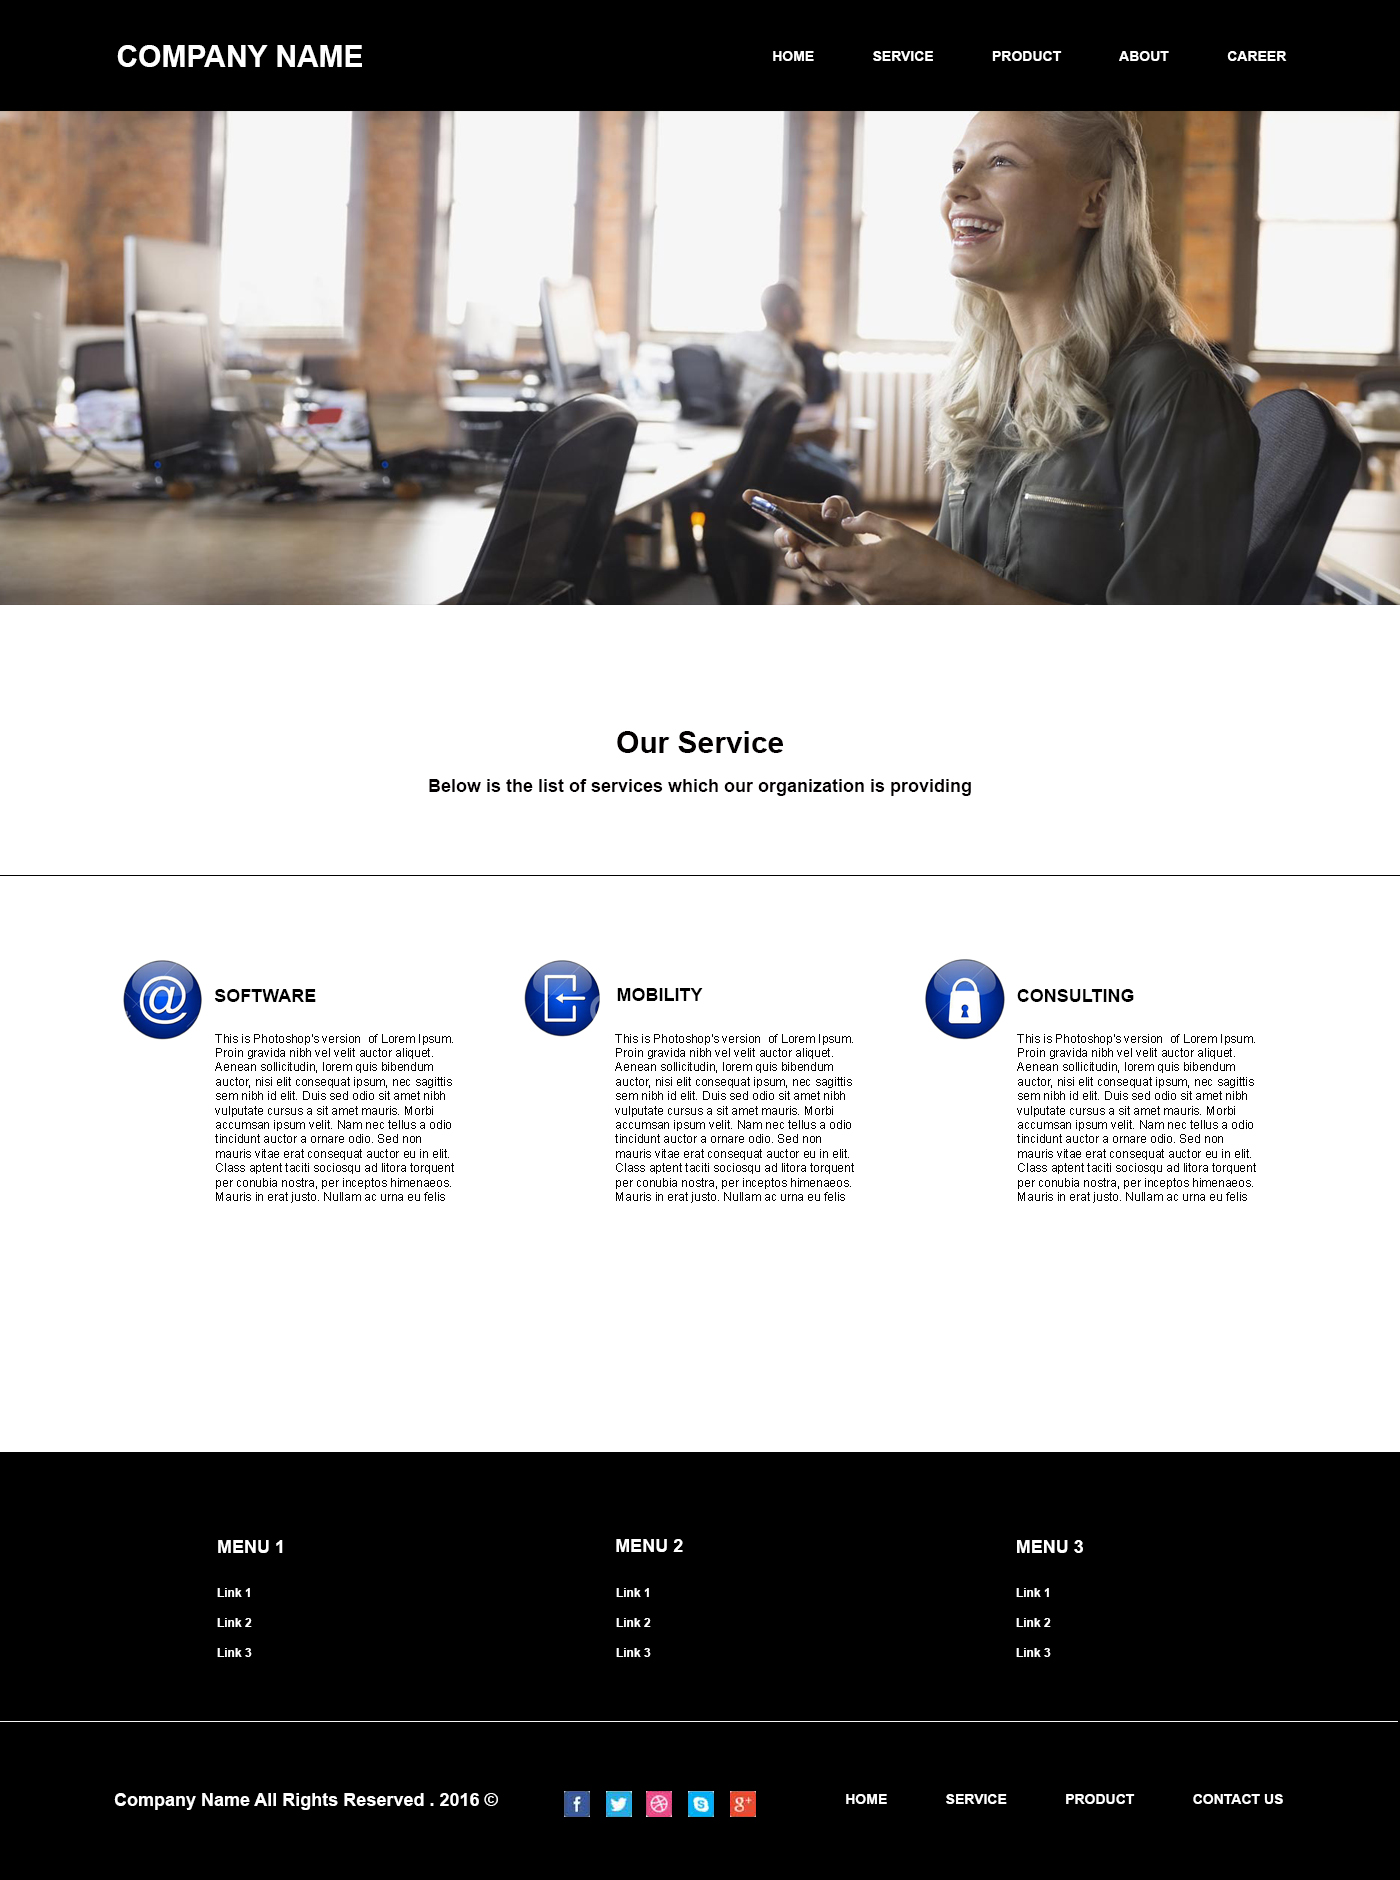 COMPANY NAME
HOME SERVICE PRODUCT ABOUT CAREER
Our Service
Below is the list of services which our organization is providing
SOFTWARE
This is Photoshop's version  of Lorem Ipsum.
Proin gravida nibh vel velit auctor aliquet.
Aenean sollicitudin, lorem quis bibendum
auctor, nisi elit consequat ipsum, nec sagittis
sem nibh id elit. Duis sed odio sit amet nibh
vulputate cursus a sit amet mauris. Morbi
accumsan ipsum velit. Nam nec tellus a odio
tincidunt auctor a ornare odio. Sed non
mauris vitae erat consequat auctor eu in elit.
Class aptent taciti sociosqu ad litora torquent
per conubia nostra, per inceptos himenaeos.
Mauris in erat justo. Nullam ac urna eu felis
MOBILITY
This is Photoshop's version  of Lorem Ipsum.
Proin gravida nibh vel velit auctor aliquet.
Aenean sollicitudin, lorem quis bibendum
auctor, nisi elit consequat ipsum, nec sagittis
sem nibh id elit. Duis sed odio sit amet nibh
vulputate cursus a sit amet mauris. Morbi
accumsan ipsum velit. Nam nec tellus a odio
tincidunt auctor a ornare odio. Sed non
mauris vitae erat consequat auctor eu in elit.
Class aptent taciti sociosqu ad litora torquent
per conubia nostra, per inceptos himenaeos.
Mauris in erat justo. Nullam ac urna eu felis
CONSULTING
This is Photoshop's version  of Lorem Ipsum.
Proin gravida nibh vel velit auctor aliquet.
Aenean sollicitudin, lorem quis bibendum
auctor, nisi elit consequat ipsum, nec sagittis
sem nibh id elit. Duis sed odio sit amet nibh
vulputate cursus a sit amet mauris. Morbi
accumsan ipsum velit. Nam nec tellus a odio
tincidunt auctor a ornare odio. Sed non
mauris vitae erat consequat auctor eu in elit.
Class aptent taciti sociosqu ad litora torquent
per conubia nostra, per inceptos himenaeos.
Mauris in erat justo. Nullam ac urna eu felis
MENU 1
Link 1
Link 2
Link 3
MENU 2
Link 1
Link 2
Link 3
MENU 3
Link 1
Link 2
Link 3
Company Name All Rights Reserved . 2016 ©
HOME SERVICE PRODUCT CONTACT US